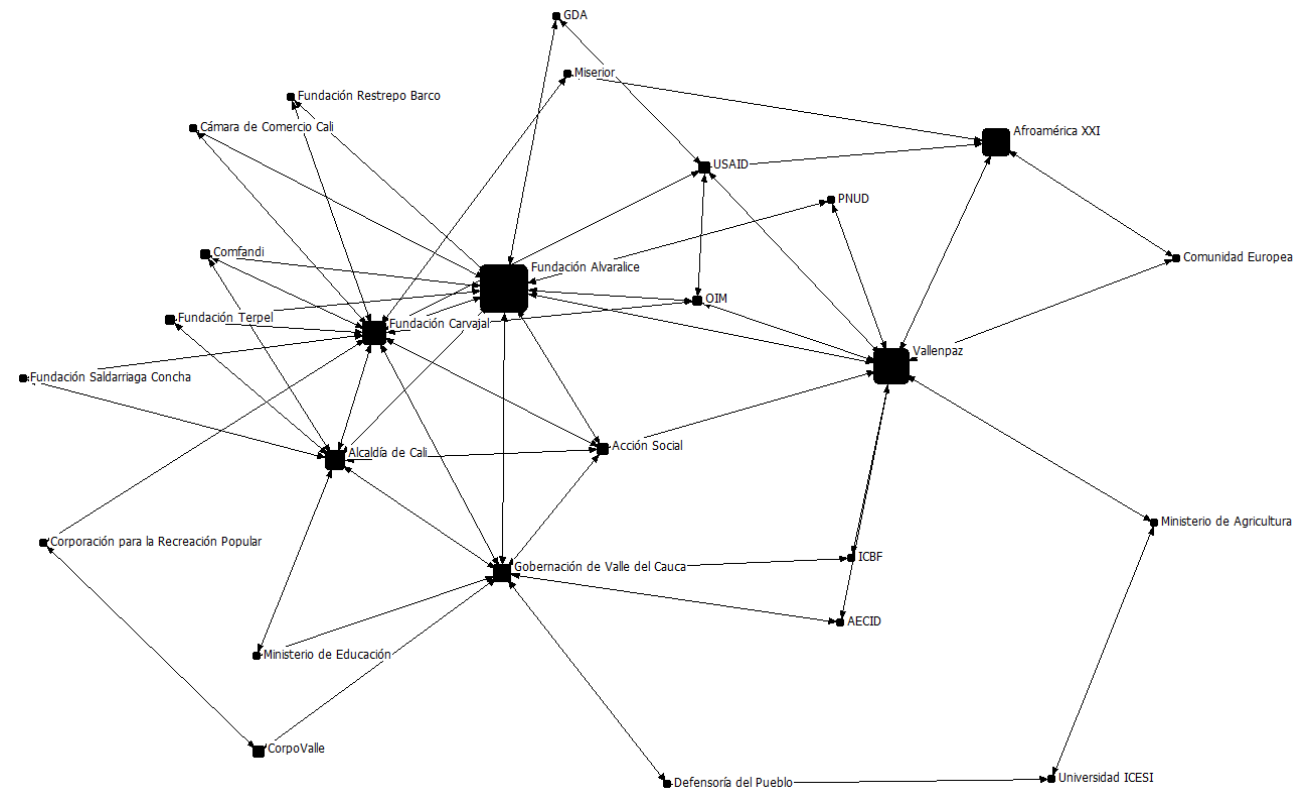 GDA
Miserior
Fundación Restrepo Barco
Cámara de Comercio Cali
Afroamérica XXI
USAID
PNUD
Comfandi
Comunidad Europea
Fundación Alvaralice
OIM
Fundación Terpel
Fundación Carvajal
Vallenpaz
Fundación Saldarriaga Concha
Acción Social
Alcaldía de Cali
Ministerio de Agricultura
Corporación para la Recreación Popular
ICBF
Gobernación de Valle del Cauca
AECID
Ministerio de Educación
CorpoValle
Universidad ICESI
Defensoría del Pueblo